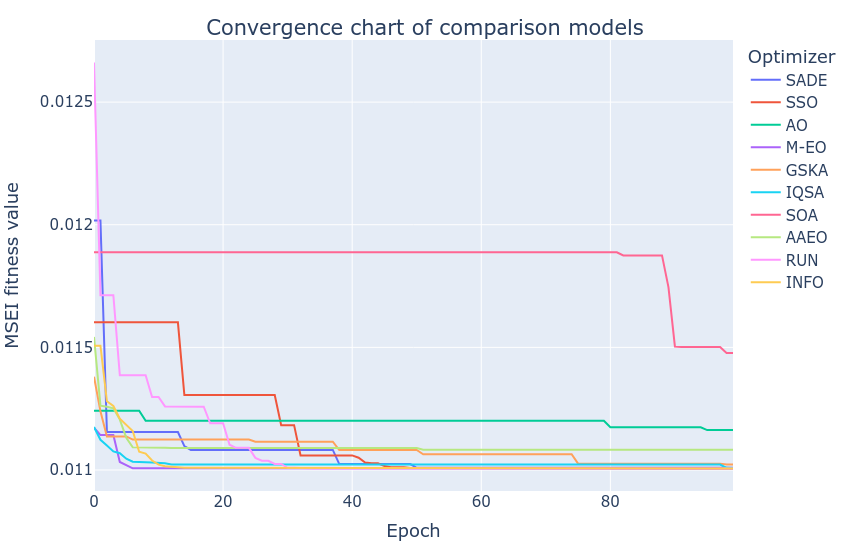 Convergence chart of comparison models
MSEI fitness value
0.0125
0.012
0.0115
0.011
0
20
40
60
80
Epoch
Optimizer
SADE
SSO
AO
M-EO
GSKA
IQSA
SOA
AAEO
RUN
INFO